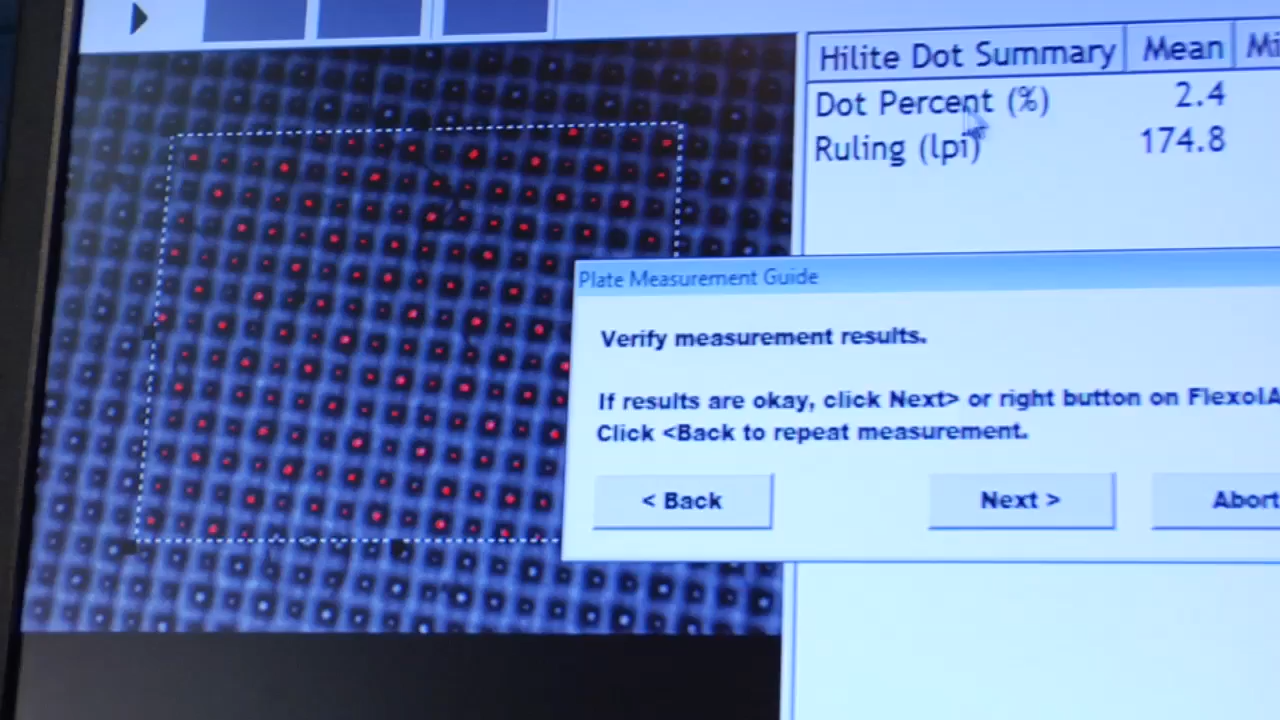 Hilite Dot Summary Mean
Dot Percent (%) 2.4
Ruling (lpi) 174.8
Plate Measurement Guide
Verify measurement results.
If results are okay, click Next> or right button on
Click <Back to repeat measurement.
< Back Next > Abort